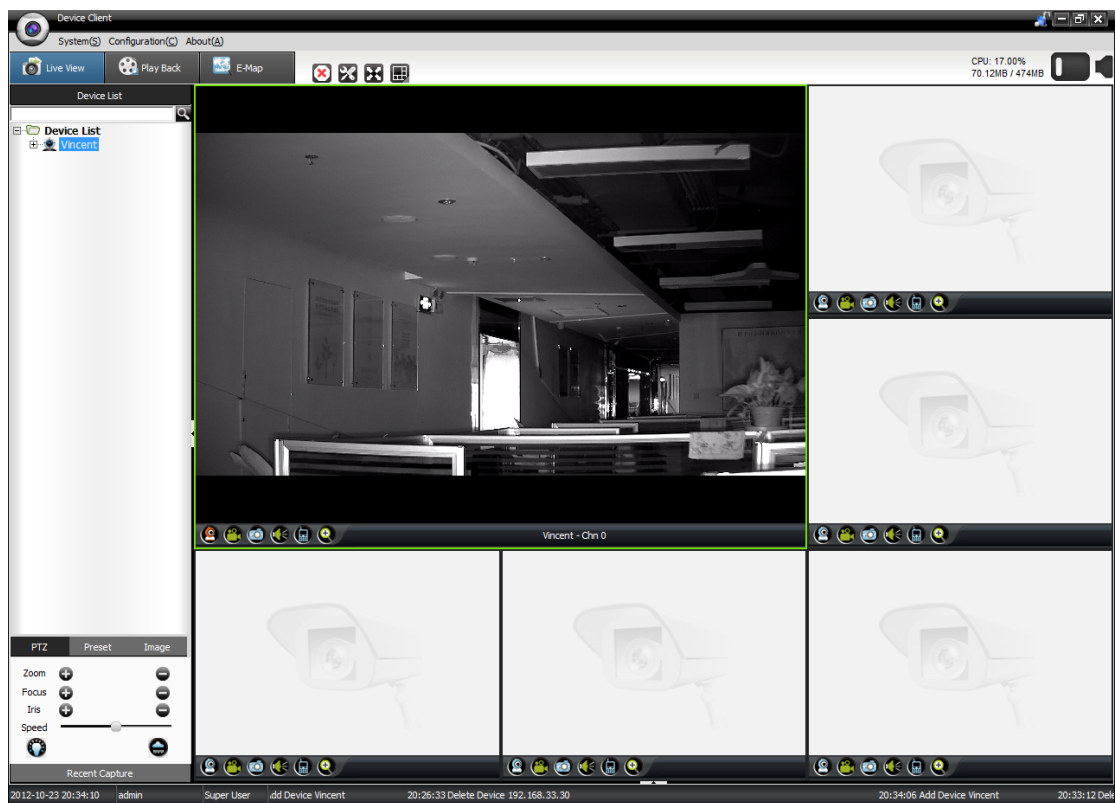 Device Client
System(S) Configuration(C) About(A)
Live View
Play Back
E-Map
CPU: 17.00%
70.12MB / 474MB
Device List
Device List
Vincent
Vincent - Chn 0
PTZ Preset Image
Zoom
Focus
Iris
Speed
Recent Capture
2012-10-23 20:34:10 admin Super User dd Device Vincent 20:26:33 Delete Device 192.168.33.30 20:34:06 Add Device Vincent 20:33:12 Dele